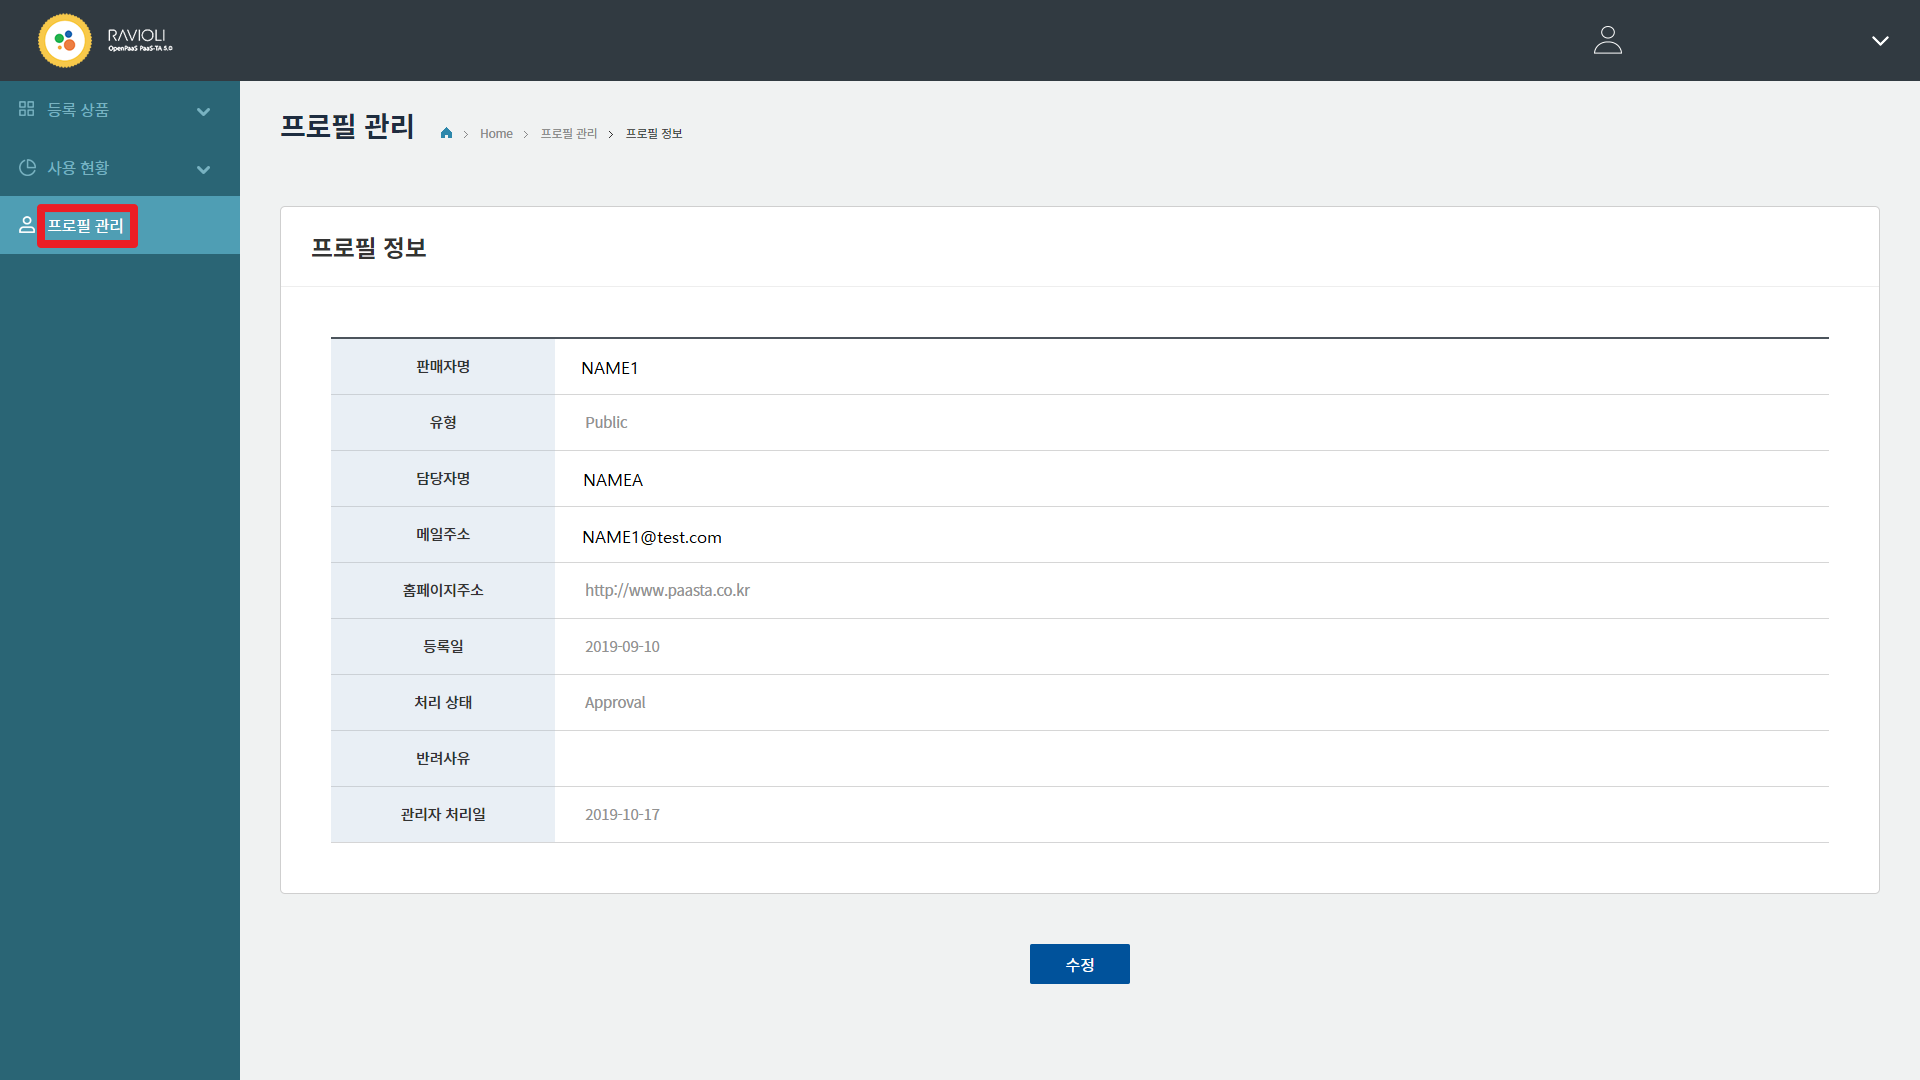 RAVIOLI
OpenPaaS PaaS-TA 5.0
등록 상품
사용 현황
프로필 관리
프로필 관리
Home
프로필 관리
프로필 정보
프로필 정보
판매자명 NAME1
유형 Public
담당자명 NAMEA
메일주소 NAME1@test.com
홈페이지주소 http://www.paasta.co.kr
등록일 2019-09-10
처리 상태 Approval
반려사유
관리자 처리일 2019-10-17
수정